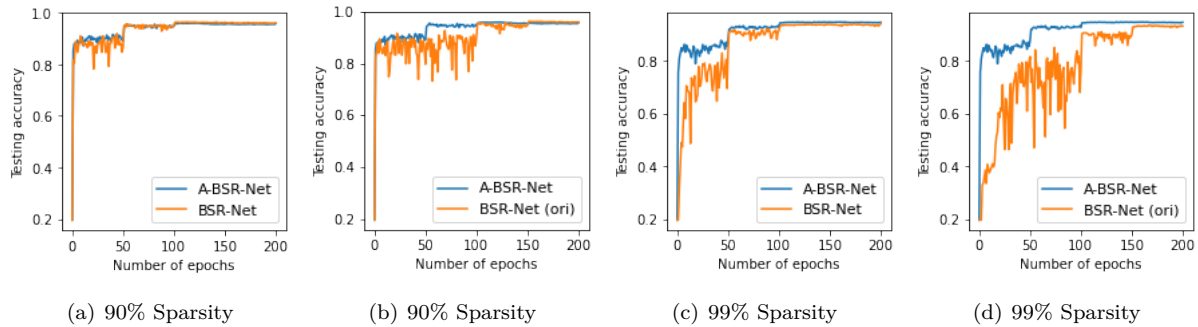 1.0
0.8
0.6
0.4
0.2
Testing accuracy
A-BSR-Net
BSR-Net
0 50 100 150 200
Number of epochs
(a) 90% Sparsity
1.0
0.8
0.6
0.4
0.2
Testing accuracy
A-BSR-Net
BSR-Net (ori)
0 50 100 150 200
Number of epochs
(b) 90% Sparsity
0.8
0.6
0.4
0.2
Testing accuracy
A-BSR-Net
BSR-Net
0 50 100 150 200
Number of epochs
(c) 99% Sparsity
0.8
0.6
0.4
0.2
Testing accuracy
A-BSR-Net
BSR-Net (ori)
0 50 100 150 200
Number of epochs
(d) 99% Sparsity